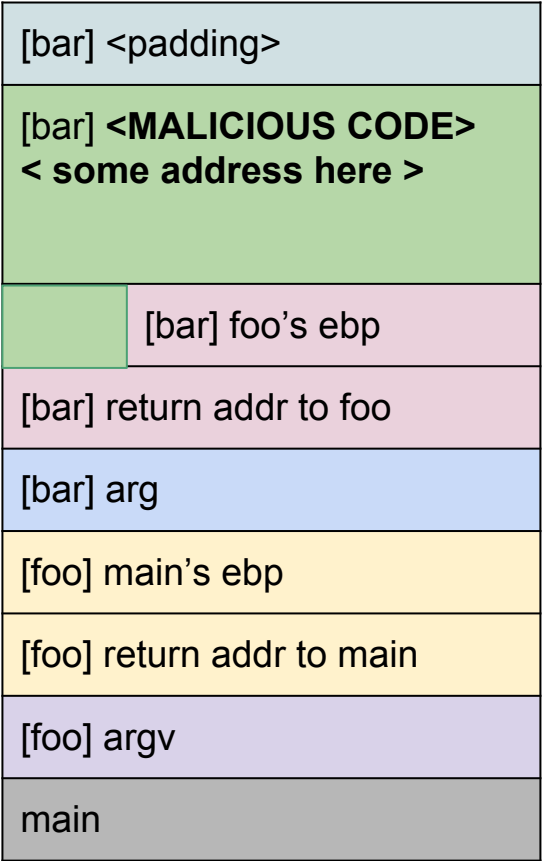 [bar] <padding>
[bar] <MALICIOUS CODE>
< some address here >
[bar] foo's ebp
[bar] return addr to foo
[bar] arg
[foo] main's ebp
[foo] return addr to main
[foo] argv
main